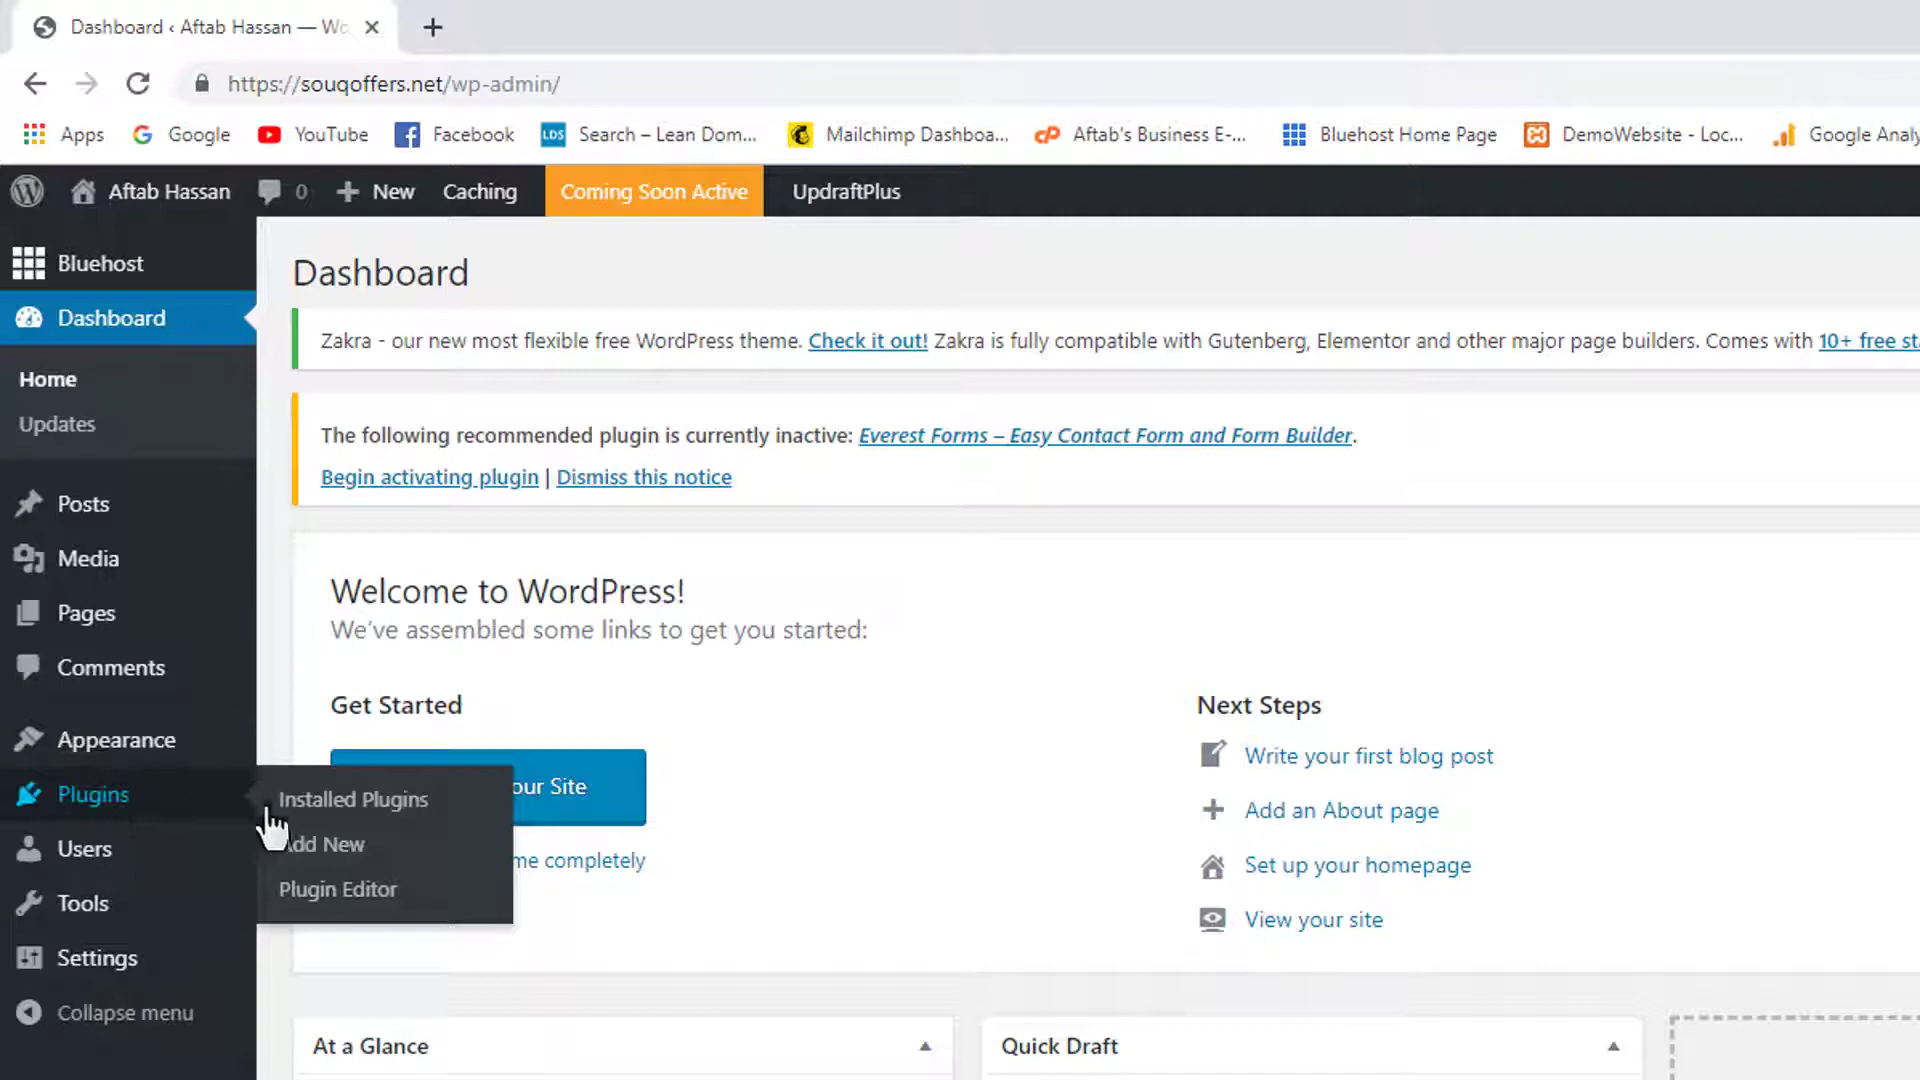 Dashboard ‹ Aftab Hassan — Wo
https://souqoffers.net/wp-admin/
Apps Google YouTube Facebook LDS Search – Lean Dom... Mailchimp Dashboa... cP Aftab's Business E-... Bluehost Home Page DemoWebsite - Loc... Google Analy
Aftab Hassan 0 New Caching Coming Soon Active UpdraftPlus
Bluehost
Dashboard
Home
Updates
Posts
Media
Pages
Comments
Appearance
Plugins
Users
Tools
Settings
Collapse menu
Installed Plugins
Add New
Plugin Editor
Dashboard
Zakra - our new most flexible free WordPress theme. Check it out! Zakra is fully compatible with Gutenberg, Elementor and other major page builders. Comes with 10+ free sta
The following recommended plugin is currently inactive: Everest Forms – Easy Contact Form and Form Builder.
Begin activating plugin | Dismiss this notice
Welcome to WordPress!
We've assembled some links to get you started:
Get Started
our Site
me completely
Next Steps
Write your first blog post
Add an About page
Set up your homepage
View your site
At a Glance
Quick Draft